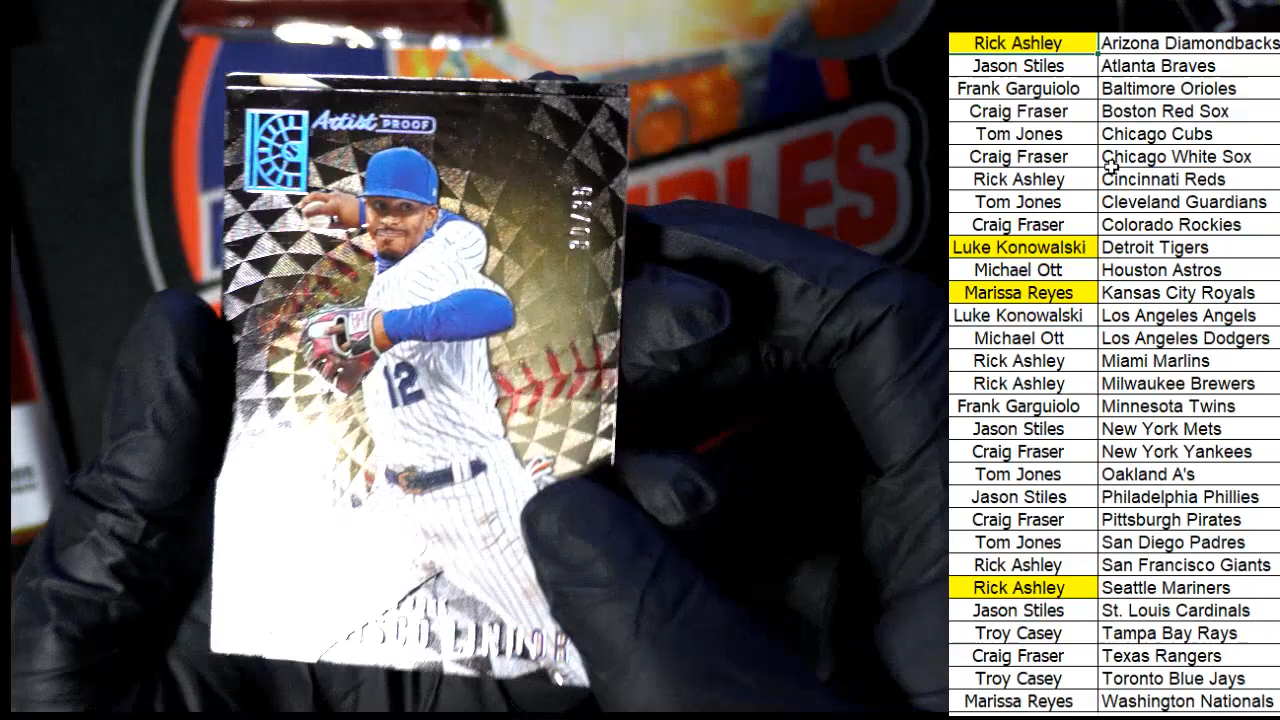 Artist PROOF
12
LINDOR
PLES
Rick Ashley Arizona Diamondbacks
Jason Stiles Atlanta Braves
Frank Garguiolo Baltimore Orioles
Craig Fraser Boston Red Sox
Tom Jones Chicago Cubs
Craig Fraser Chicago White Sox
Rick Ashley Cincinnati Reds
Tom Jones Cleveland Guardians
Craig Fraser Colorado Rockies
Luke Konowalski Detroit Tigers
Michael Ott Houston Astros
Marissa Reyes Kansas City Royals
Luke Konowalski Los Angeles Angels
Michael Ott Los Angeles Dodgers
Rick Ashley Miami Marlins
Rick Ashley Milwaukee Brewers
Frank Garguiolo Minnesota Twins
Jason Stiles New York Mets
Craig Fraser New York Yankees
Tom Jones Oakland A's
Jason Stiles Philadelphia Phillies
Craig Fraser Pittsburgh Pirates
Tom Jones San Diego Padres
Rick Ashley San Francisco Giants
Rick Ashley Seattle Mariners
Jason Stiles St. Louis Cardinals
Troy Casey Tampa Bay Rays
Craig Fraser Texas Rangers
Troy Casey Toronto Blue Jays
Marissa Reyes Washington Nationals